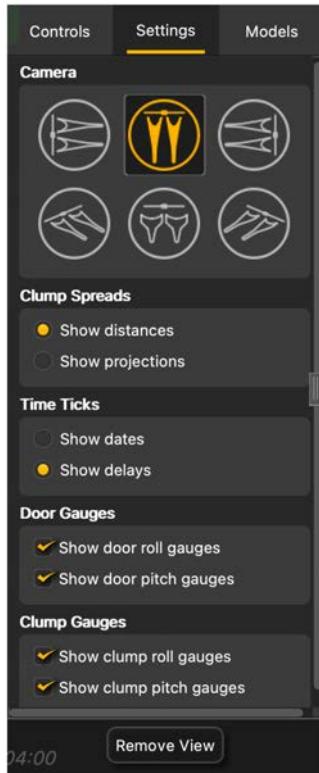 Controls Settings Models
Camera
Clump Spreads
Show distances
Show projections
Time Ticks
Show dates
Show delays
Door Gauges
Show door roll gauges
Show door pitch gauges
Clump Gauges
Show clump roll gauges
Show clump pitch gauges
Remove View
04:00